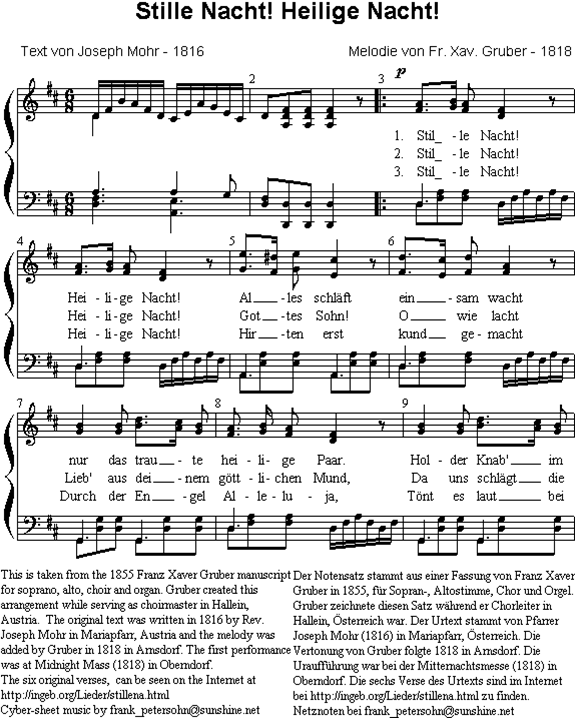 Stille Nacht! Heilige Nacht!
Text von Joseph Mohr - 1816 Melodie von Fr. Xav. Gruber - 1818
2 3 p
1. Stil_ - le Nacht!
2. Stil_ - le Nacht!
3. Stil_ - le Nacht!
4 5 6
Hei - li - ge Nacht! Al - les schläft ein - sam wacht
Hei - li - ge Nacht! Got - tes Sohn! O wie lacht
Hei - li - ge Nacht! Hir - ten erst kund ge - macht
7 8 9
nur das trau - te hei - li - ge Paar. Hol - der Knab' im
Lieb' aus dei - nem gött - li - chen Mund, Da uns schlägt die
Durch der En - gel Al - le - lu - ja, Tönt es laut bei
This is taken from the 1855 Franz Xaver Gruber manuscript
for soprano, alto, choir and organ. Gruber created this
arrangement while serving as choirmaster in Hallein,
Austria. The original text was written in 1816 by Rev.
Joseph Mohr in Mariapfarr, Austria and the melody was
added by Gruber in 1818 in Arnsdorf. The first performance
was at Midnight Mass (1818) in Oberndorf.
The six original verses, can be seen on the Internet at
http://ingeb.org/Lieder/stillena.html
Cyber-sheet music by frank_petersohn@sunshine.net
Der Notensatz stammt aus einer Fassung von Franz Xaver
Gruber in 1855, für Sopran-, Altostimme, Chor und Orgel.
Gruber zeichnete diesen Satz während er Chorleiter in
Hallein, Österreich war. Der Urtext stammt von Pfarrer
Joseph Mohr (1816) in Mariapfarr, Österreich. Die
Vertonung von Gruber folgte 1818 in Arnsdorf. Die
Uraufführung war bei der Mitternachtsmesse (1818) in
Oberndorf. Die sechs Verse des Urtexts sind im Internet
bei http://ingeb.org/Lieder/stillena.html zu finden.
Netznoten bei frank_petersohn@sunshine.net